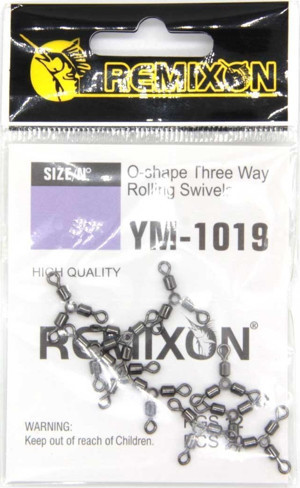 REMIXON
SIZE/Nº
O-shape Three Way
Rolling Swivels
YM-1019
HIGH QUALITY
REMIXON®
WARNING:
Keep out of reach of Children.